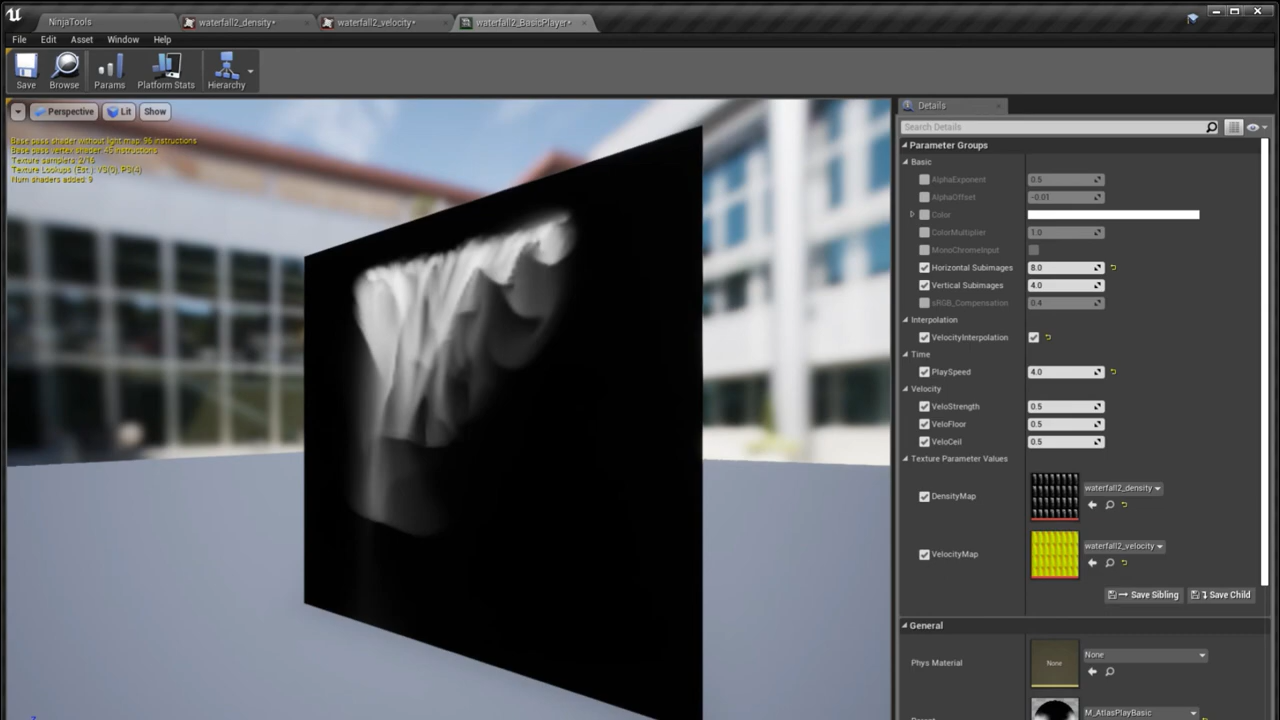 NinjaTools
waterfall2_density*
waterfall2_velocity*
waterfall2_BasicPlayer*
File Edit Asset Window Help
Save Browse Params Platform Stats Hierarchy
Perspective Lit Show
Base pass shader without light map: 96 instructions
Base pass vertex shader: 48 instructions
Texture samplers: 2/16
Texture Lookups (Est.): VS(0), PS(4)
Num shaders added: 9
Details
Search Details
Parameter Groups
Basic
AlphaExponent 0.5
AlphaOffset -0.01
Color
ColorMultiplier 1.0
MonoChromeInput
Horizontal Subimages 8.0
Vertical Subimages 4.0
sRGB_Compensation 0.4
Interpolation
VelocityInterpolation
Time
PlaySpeed 4.0
Velocity
VeloStrength 0.5
VeloFloor 0.5
VeloCeil 0.5
Texture Parameter Values
DensityMap waterfall2_density
VelocityMap waterfall2_velocity
Save Sibling Save Child
General
Phys Material None None
M_AtlasPlayBasic